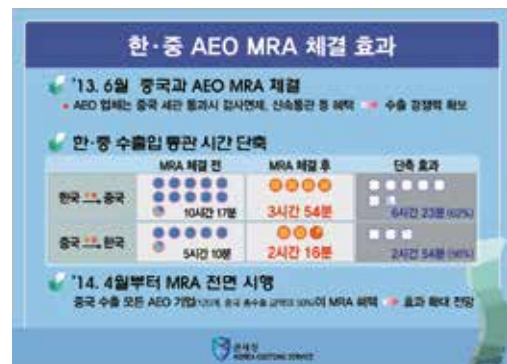 한·중 AEO MRA 체결 효과
'13. 6월 중국과 AEO MRA 체결
AEO 업체는 중국 세관 통과시 검사면제, 신속통관 등 혜택 수출 경쟁력 확보
한·중 수출입 통관 시간 단축
MRA 체결 전 MRA 체결 후 단축 효과
한국 중국 10시간 17분 3시간 54분 6시간 23분 (62%)
중국 한국 5시간 10분 2시간 16분 2시간 54분 (56%)
'14. 4월부터 MRA 전면 시행
중국 수출 모든 AEO 기업 이 MRA 혜택 효과 확대 전망
관세청
KOREA CUSTOMS SERVICE